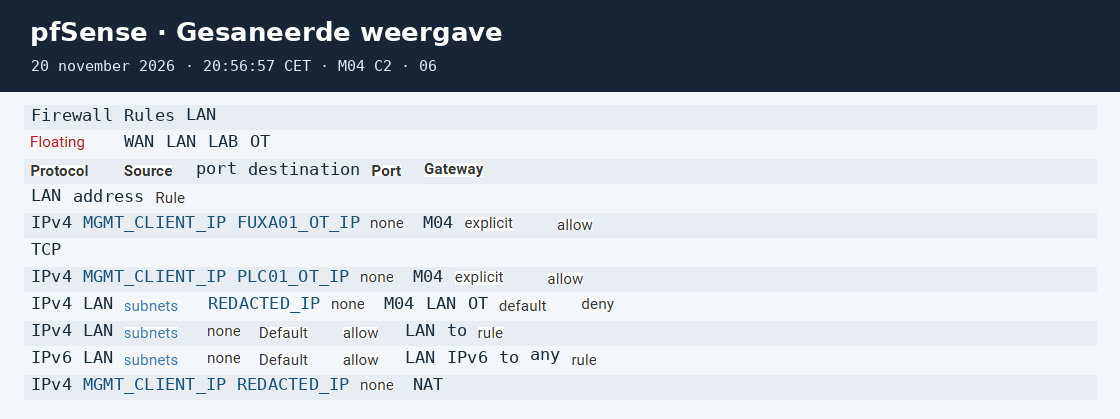 pfSense · Gesaneerde weergave
20 november 2026 · 20:56:57 CET · M04 C2 · 06
Firewall Rules LAN
Floating WAN LAN LAB OT
Protocol Source port destination Port Gateway
LAN address Rule
IPv4 MGMT_CLIENT_IP FUXA01_OT_IP none M04 explicit allow
TCP
IPv4 MGMT_CLIENT_IP PLC01_OT_IP none M04 explicit allow
IPv4 LAN subnets REDACTED_IP none M04 LAN OT default deny
IPv4 LAN subnets none Default allow LAN to rule
IPv6 LAN subnets none Default allow LAN IPv6 to any rule
IPv4 MGMT_CLIENT_IP REDACTED_IP none NAT